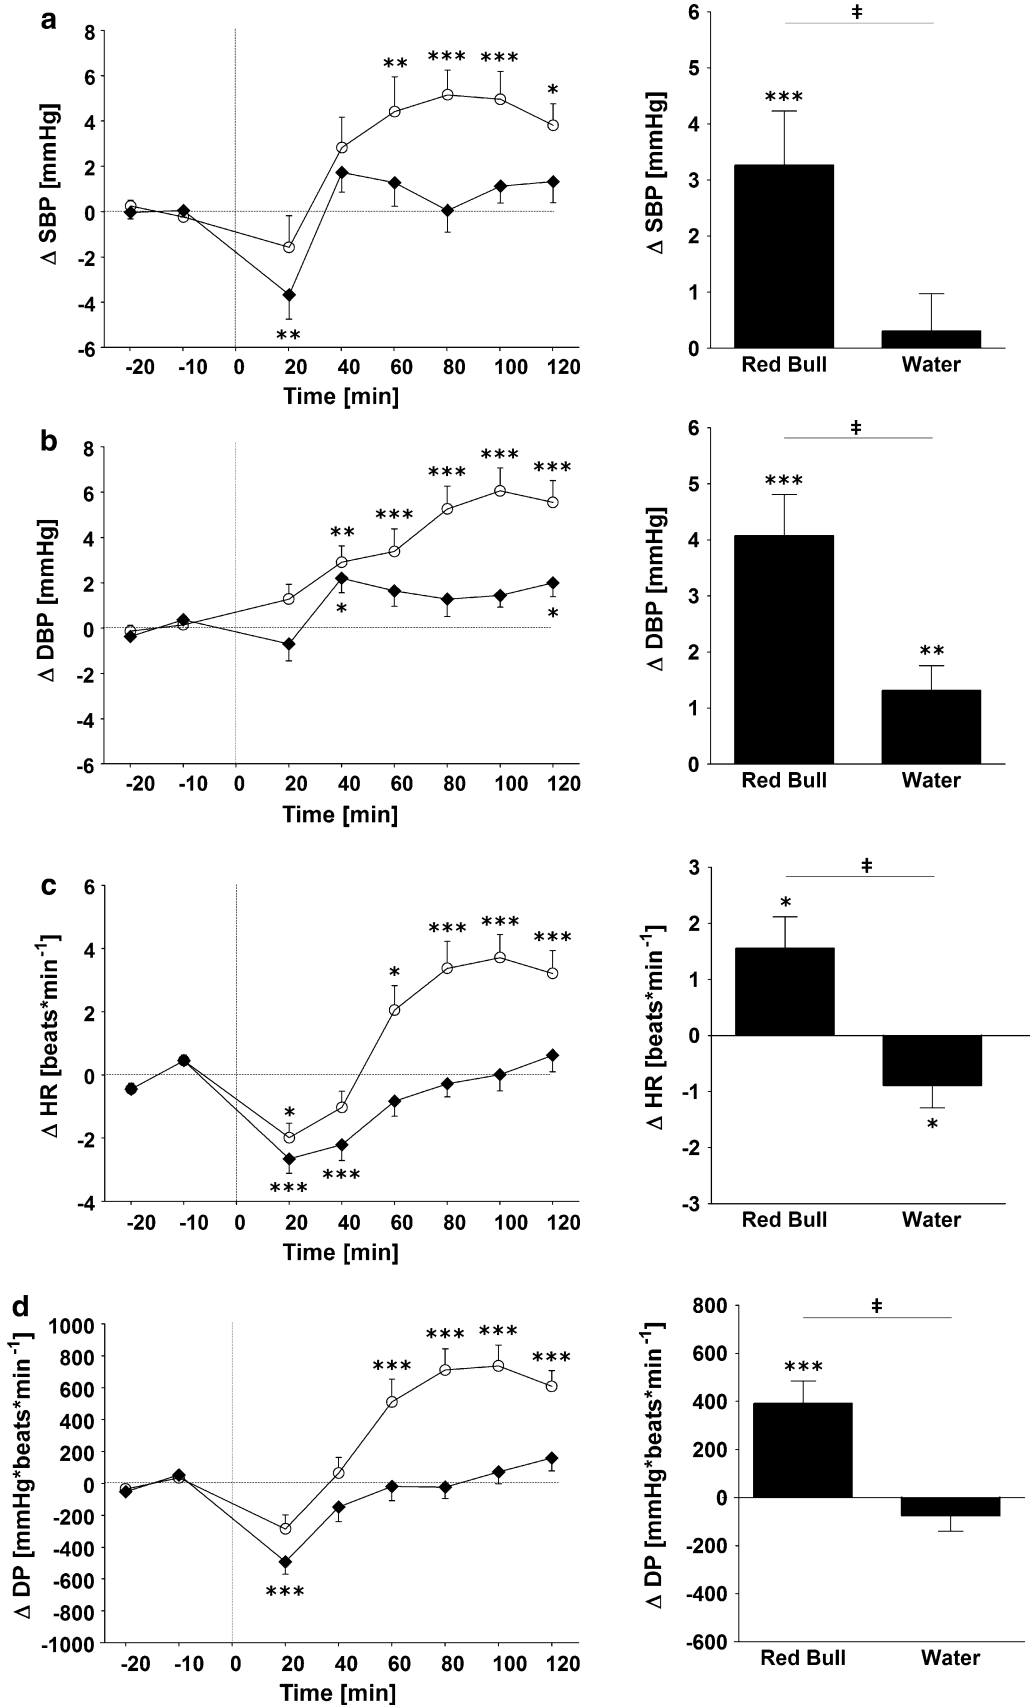 a
8
6
4
2
0
-2
-4
-6
Δ SBP [mmHg]
** *** *** *
**
-20 -10 0 20 40 60 80 100 120
Time [min]
6
5
4
3
2
1
0
Δ SBP [mmHg]
‡
***
Red Bull Water
b
8
6
4
2
0
-2
-4
-6
Δ DBP [mmHg]
** *** *** *** ***
* *
-20 -10 0 20 40 60 80 100 120
Time [min]
6
5
4
3
2
1
0
Δ DBP [mmHg]
‡
***
**
Red Bull Water
c
6
4
2
0
-2
-4
Δ HR [beats*min-1]
* * *** *** ***
*** ***
-20 -10 0 20 40 60 80 100 120
Time [min]
3
2
1
0
-1
-2
-3
Δ HR [beats*min-1]
‡
*
*
Red Bull Water
d
1000
800
600
400
200
0
-200
-400
-600
-800
-1000
Δ DP [mmHg*beats*min-1]
*** *** *** ***
***
-20 -10 0 20 40 60 80 100 120
Time [min]
800
600
400
200
0
-200
-400
-600
Δ DP [mmHg*beats*min-1]
‡
***
Red Bull Water